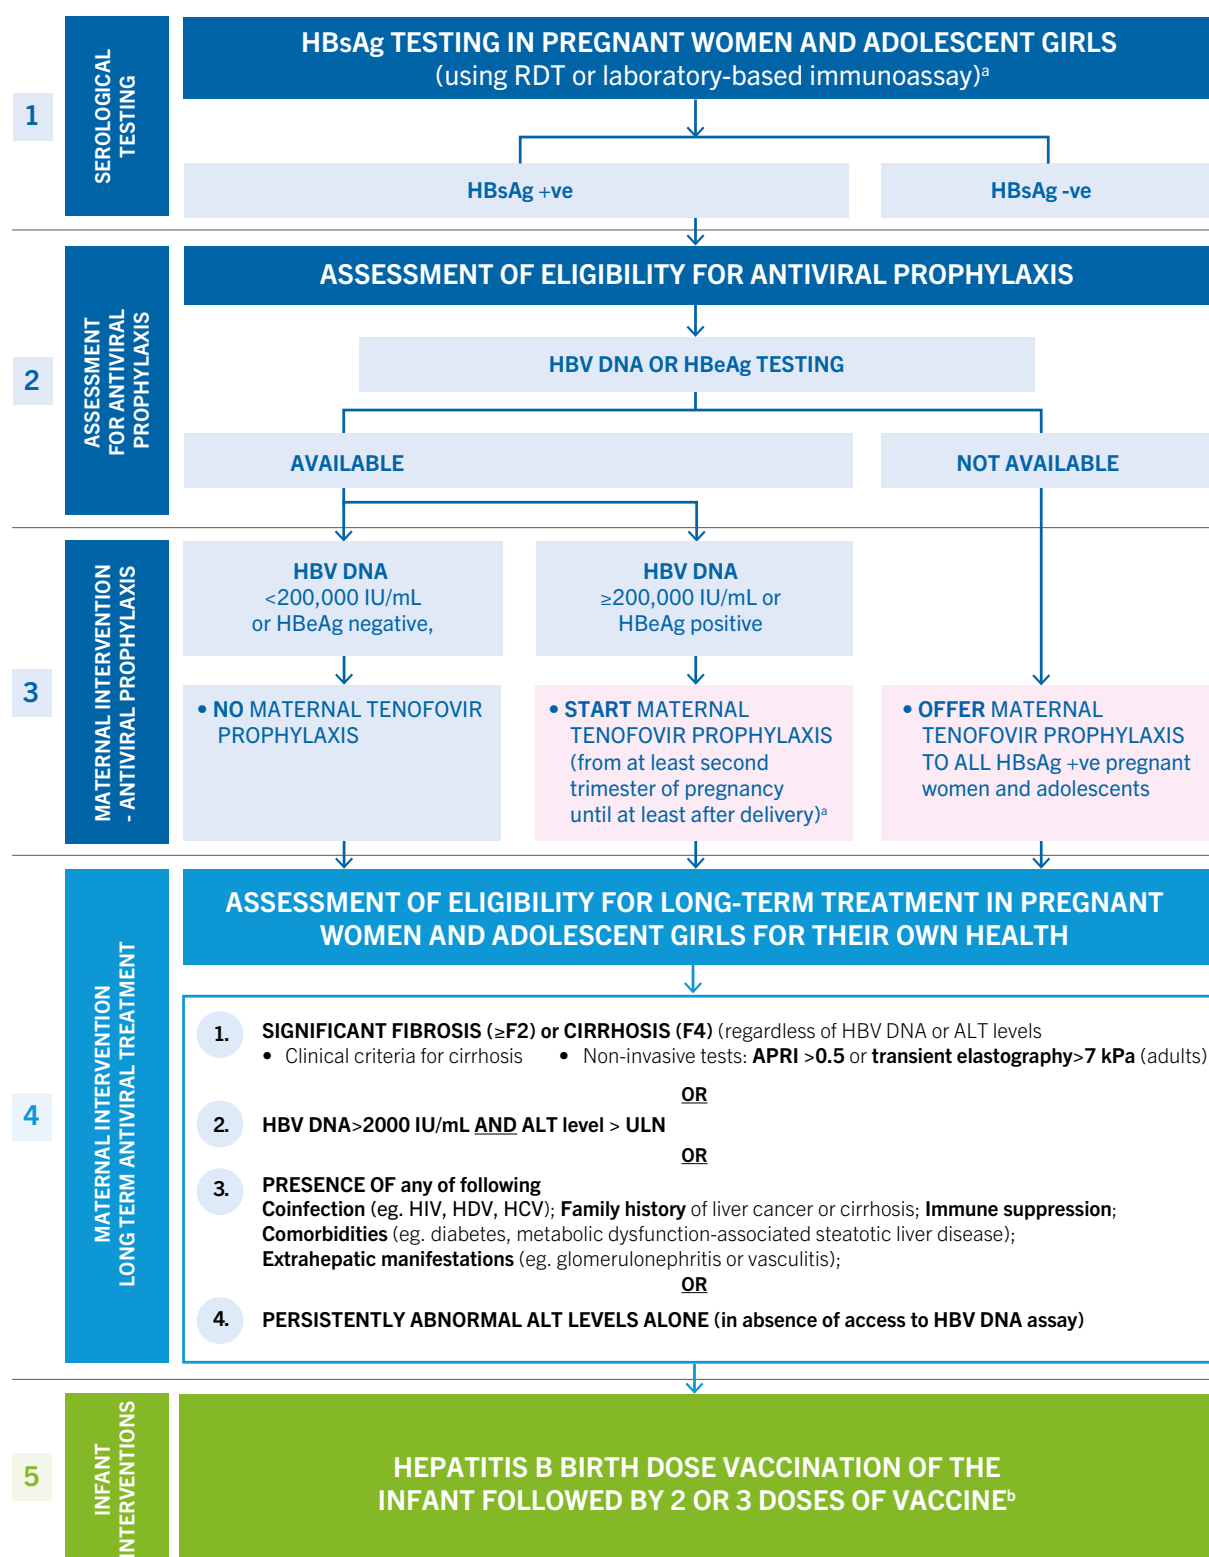 1
SEROLOGICAL
TESTING
HBsAg TESTING IN PREGNANT WOMEN AND ADOLESCENT GIRLS
(using RDT or laboratory-based immunoassay)ᵃ
HBsAg +ve
HBsAg -ve
2
ASSESSMENT
FOR ANTIVIRAL
PROPHYLAXIS
ASSESSMENT OF ELIGIBILITY FOR ANTIVIRAL PROPHYLAXIS
HBV DNA OR HBeAg TESTING
AVAILABLE
NOT AVAILABLE
3
MATERNAL INTERVENTION
- ANTIVIRAL PROPHYLAXIS
HBV DNA
<200,000 IU/mL
or HBeAg negative,
HBV DNA
≥200,000 IU/mL or
HBeAg positive
• NO MATERNAL TENOFOVIR
PROPHYLAXIS
• START MATERNAL
TENOFOVIR PROPHYLAXIS
(from at least second
trimester of pregnancy
until at least after delivery)ᵃ
• OFFER MATERNAL
TENOFOVIR PROPHYLAXIS
TO ALL HBsAg +ve pregnant
women and adolescents
4
MATERNAL INTERVENTION
LONG TERM ANTIVIRAL TREATMENT
ASSESSMENT OF ELIGIBILITY FOR LONG-TERM TREATMENT IN PREGNANT
WOMEN AND ADOLESCENT GIRLS FOR THEIR OWN HEALTH
1. SIGNIFICANT FIBROSIS (≥F2) or CIRRHOSIS (F4) (regardless of HBV DNA or ALT levels
• Clinical criteria for cirrhosis • Non-invasive tests: APRI >0.5 or transient elastography>7 kPa (adults)
OR
2. HBV DNA>2000 IU/mL AND ALT level > ULN
OR
3. PRESENCE OF any of following
Coinfection (eg. HIV, HDV, HCV); Family history of liver cancer or cirrhosis; Immune suppression;
Comorbidities (eg. diabetes, metabolic dysfunction-associated steatotic liver disease);
Extrahepatic manifestations (eg. glomerulonephritis or vasculitis);
OR
4. PERSISTENTLY ABNORMAL ALT LEVELS ALONE (in absence of access to HBV DNA assay)
5
INFANT
INTERVENTIONS
HEPATITIS B BIRTH DOSE VACCINATION OF THE
INFANT FOLLOWED BY 2 OR 3 DOSES OF VACCINEᵇ